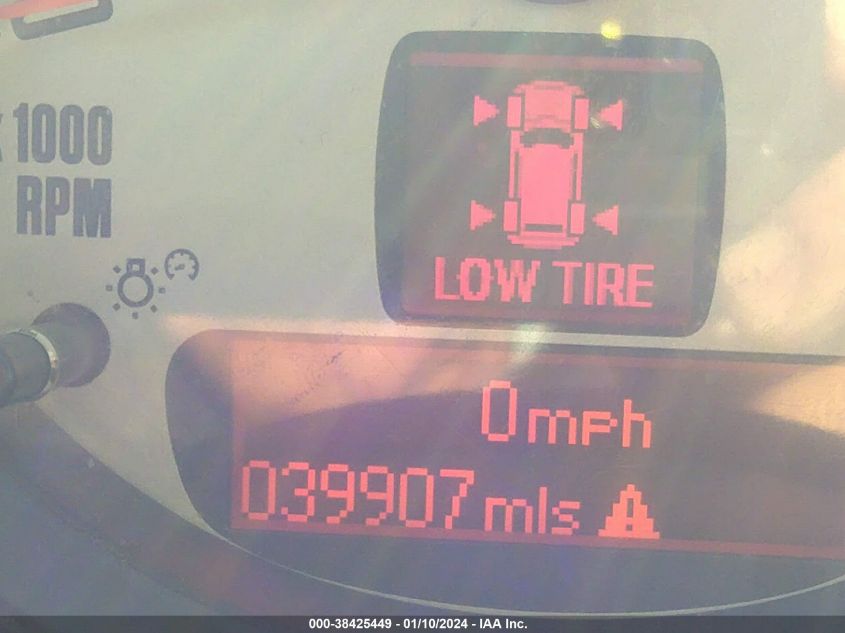 x 1000
RPM
LOW TIRE
0 mph
039907 mls
000-38425449 - 01/10/2024 - IAA Inc.